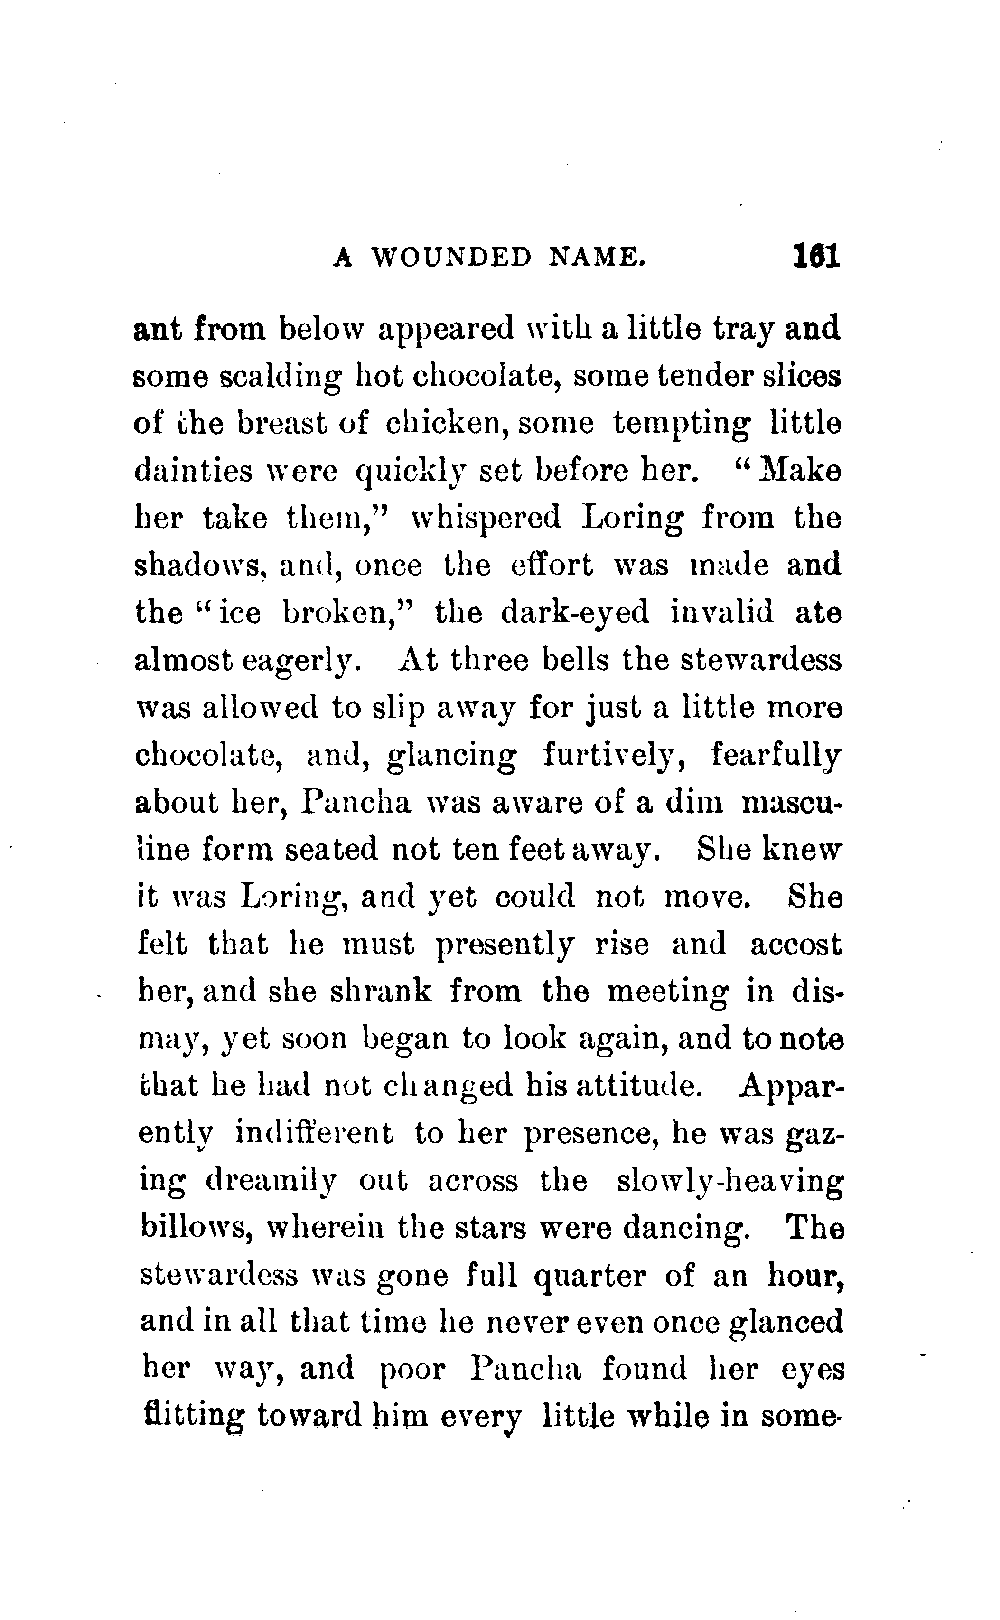 A WOUNDED NAME. 161
ant from below appeared with a little tray and
some scalding hot chocolate, some tender slices
of the breast of chicken, some tempting little
dainties were quickly set before her. “Make
her take them,” whispered Loring from the
shadows, and, once the effort was made and
the “ice broken,” the dark-eyed invalid ate
almost eagerly. At three bells the stewardess
was allowed to slip away for just a little more
chocolate, and, glancing furtively, fearfully
about her, Pancha was aware of a dim mascu-
line form seated not ten feet away. She knew
it was Loring, and yet could not move. She
felt that he must presently rise and accost
her, and she shrank from the meeting in dis-
may, yet soon began to look again, and to note
that he had not changed his attitude. Appar-
ently indifferent to her presence, he was gaz-
ing dreamily out across the slowly-heaving
billows, wherein the stars were dancing. The
stewardess was gone full quarter of an hour,
and in all that time he never even once glanced
her way, and poor Pancha found her eyes
flitting toward him every little while in some-